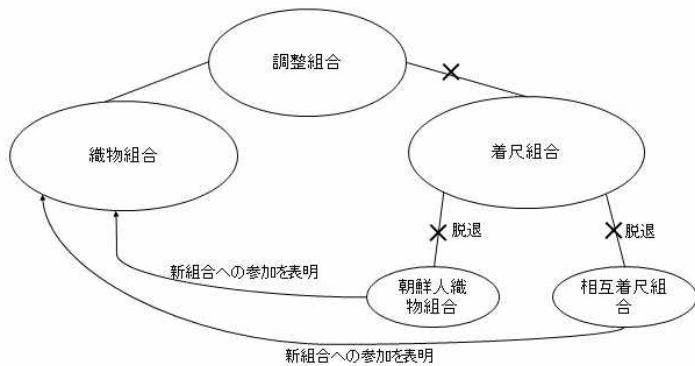 調整組合
織物組合
着尺組合
脱退
脱退
新組合への参加を表明
朝鮮人織
物組合
相互着尺組
合
新組合への参加を表明